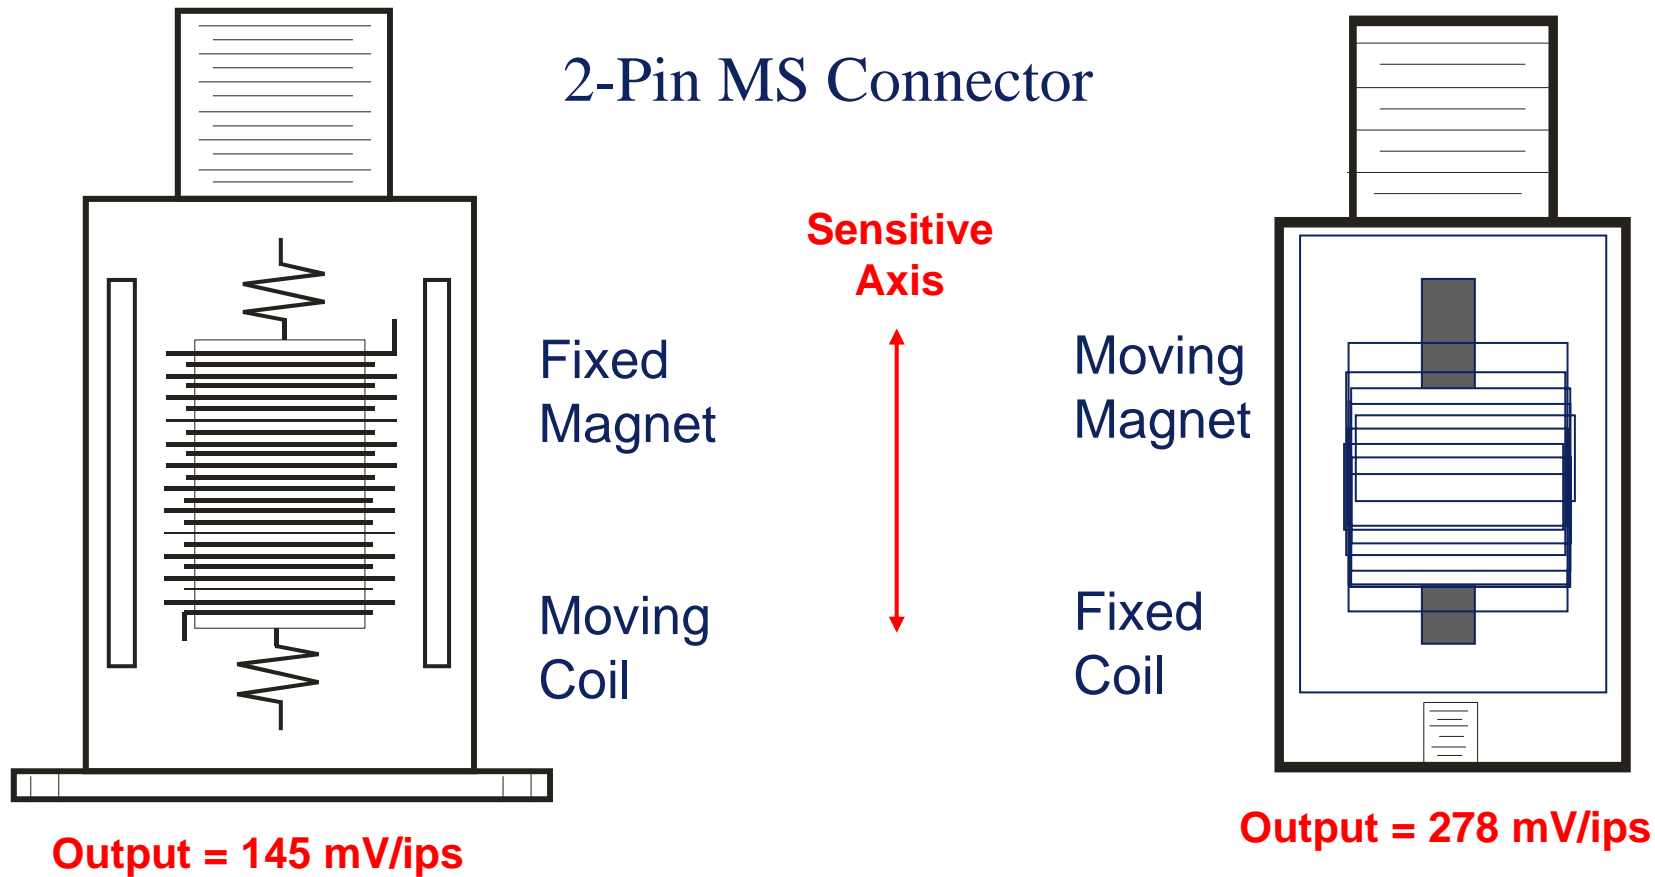 2-Pin MS Connector
Sensitive
Axis
Fixed
Magnet
Moving
Magnet
Moving
Coil
Fixed
Coil
Output = 145 mV/ips
Output = 278 mV/ips